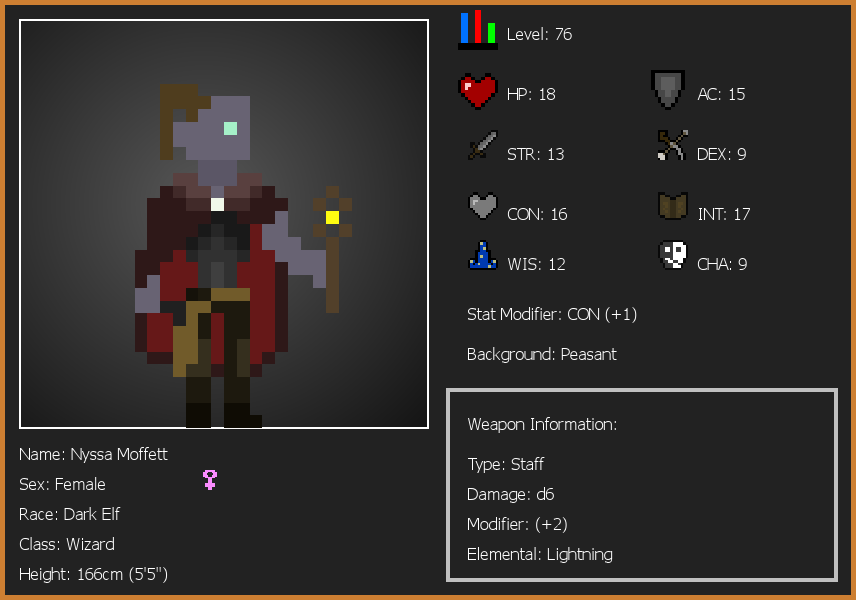 Level: 76
HP: 18
AC: 15
STR: 13
DEX: 9
CON: 16
INT: 17
WIS: 12
CHA: 9
Stat Modifier: CON (+1)
Background: Peasant
Weapon Information:
Type: Staff
Damage: d6
Modifier: (+2)
Elemental: Lightning
Name: Nyssa Moffett
Sex: Female
Race: Dark Elf
Class: Wizard
Height: 166cm (5'5")